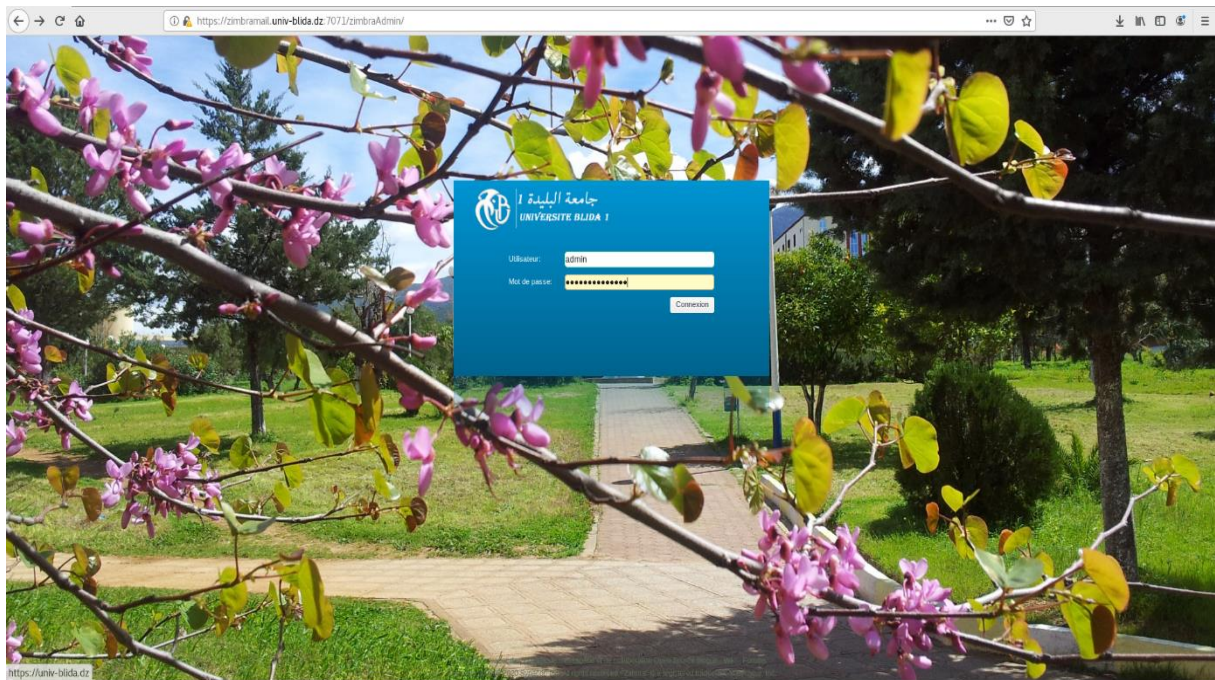 https://zimbramail.univ-blida.dz:7071/zimbraAdmin/
جامعة البليدة 1
UNIVERSITE BLIDA 1
Utilisateur:
admin
Mot de passe:
••••••••••••••
Connexion
https://univ-blida.dz